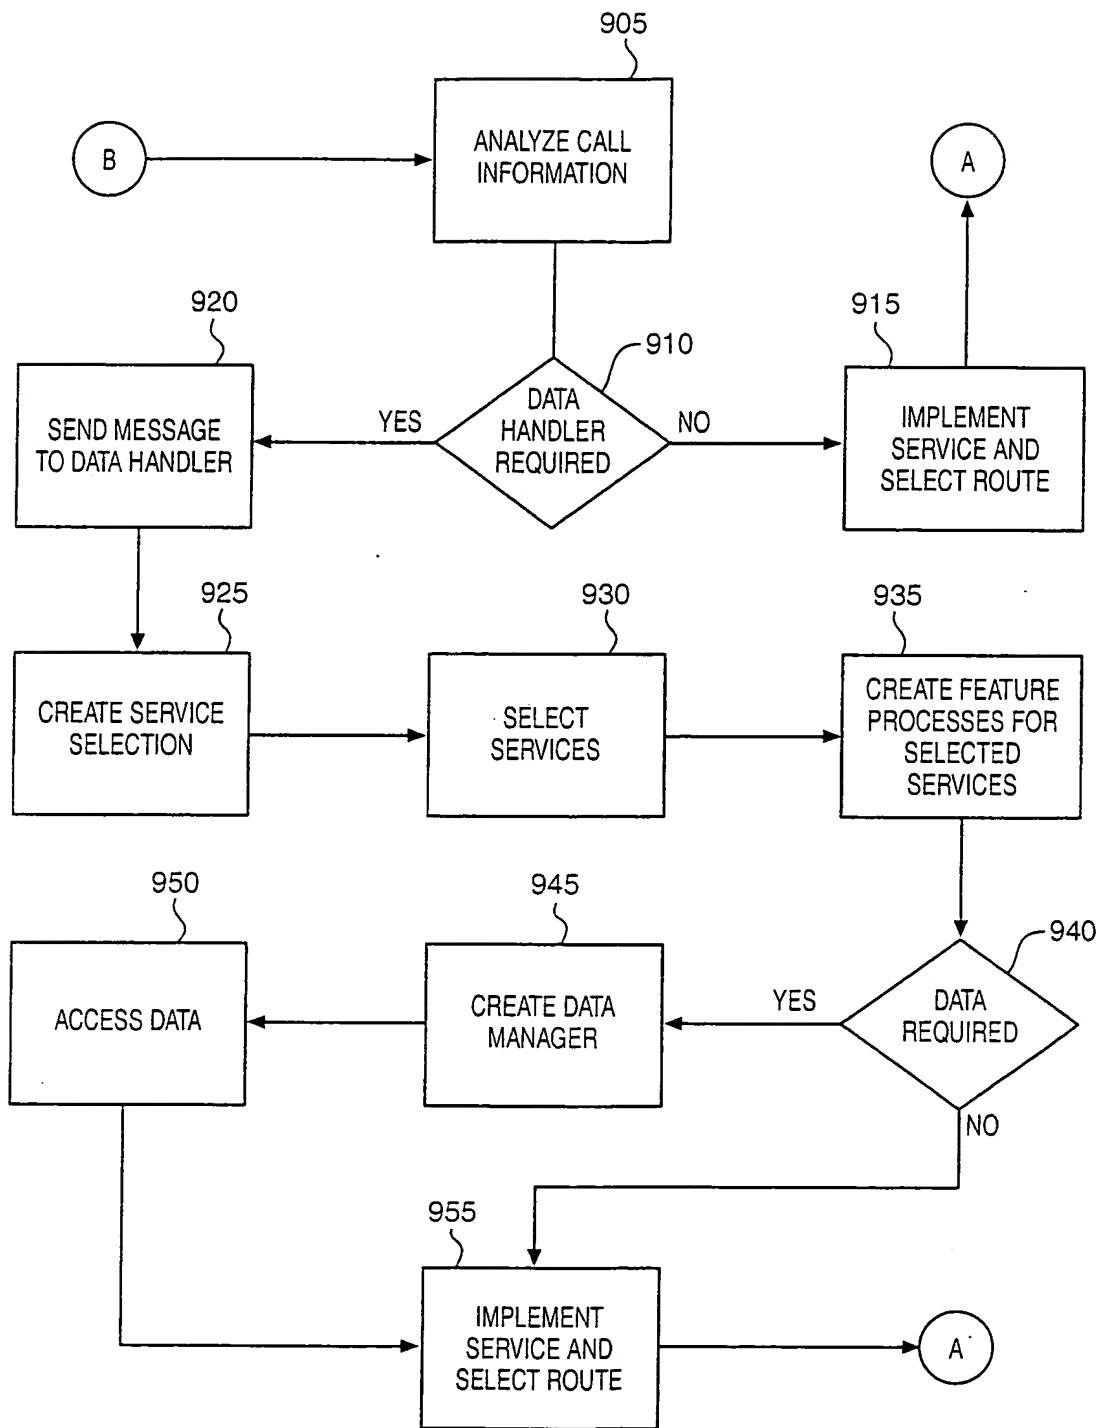 905
ANALYZE CALL
INFORMATION
B
A
920
915
910
SEND MESSAGE
TO DATA HANDLER
YES
DATA
HANDLER
REQUIRED
NO
IMPLEMENT
SERVICE AND
SELECT ROUTE
925
930
935
CREATE SERVICE
SELECTION
SELECT
SERVICES
CREATE FEATURE
PROCESSES FOR
SELECTED
SERVICES
950
945
940
ACCESS DATA
CREATE DATA
MANAGER
YES
DATA
REQUIRED
NO
955
IMPLEMENT
SERVICE AND
SELECT ROUTE
A